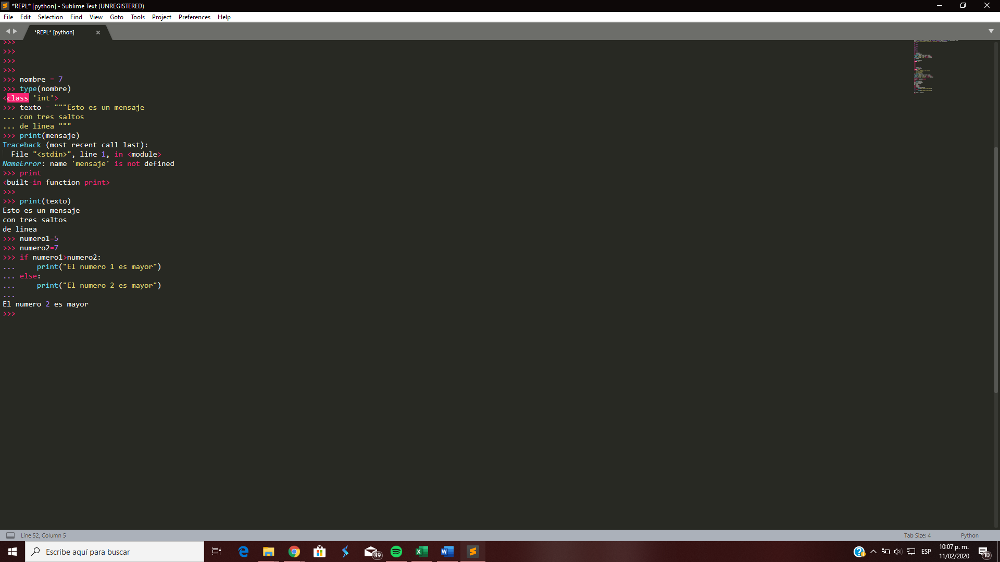 *REPL* [python] - Sublime Text (UNREGISTERED)
File Edit Selection Find View Goto Tools Project Preferences Help
*REPL* [python]
>>>
>>>
>>>
>>>
>>> nombre = 7
>>> type(nombre)
<class 'int'>
>>> texto = """Esto es un mensaje
... con tres saltos
... de linea """
>>> print(mensaje)
Traceback (most recent call last):
  File "<stdin>", line 1, in <module>
NameError: name 'mensaje' is not defined
>>> print
<built-in function print>
>>>
>>> print(texto)
Esto es un mensaje
con tres saltos
de linea
>>> numero1=5
>>> numero2=7
>>> if numero1>numero2:
...     print("El numero 1 es mayor")
... else:
...     print("El numero 2 es mayor")
...
El numero 2 es mayor
>>>
Line 52, Column 5
Tab Size: 4
Python
Escribe aquí para buscar
39
ESP
10:07 p. m.
11/02/2020
10